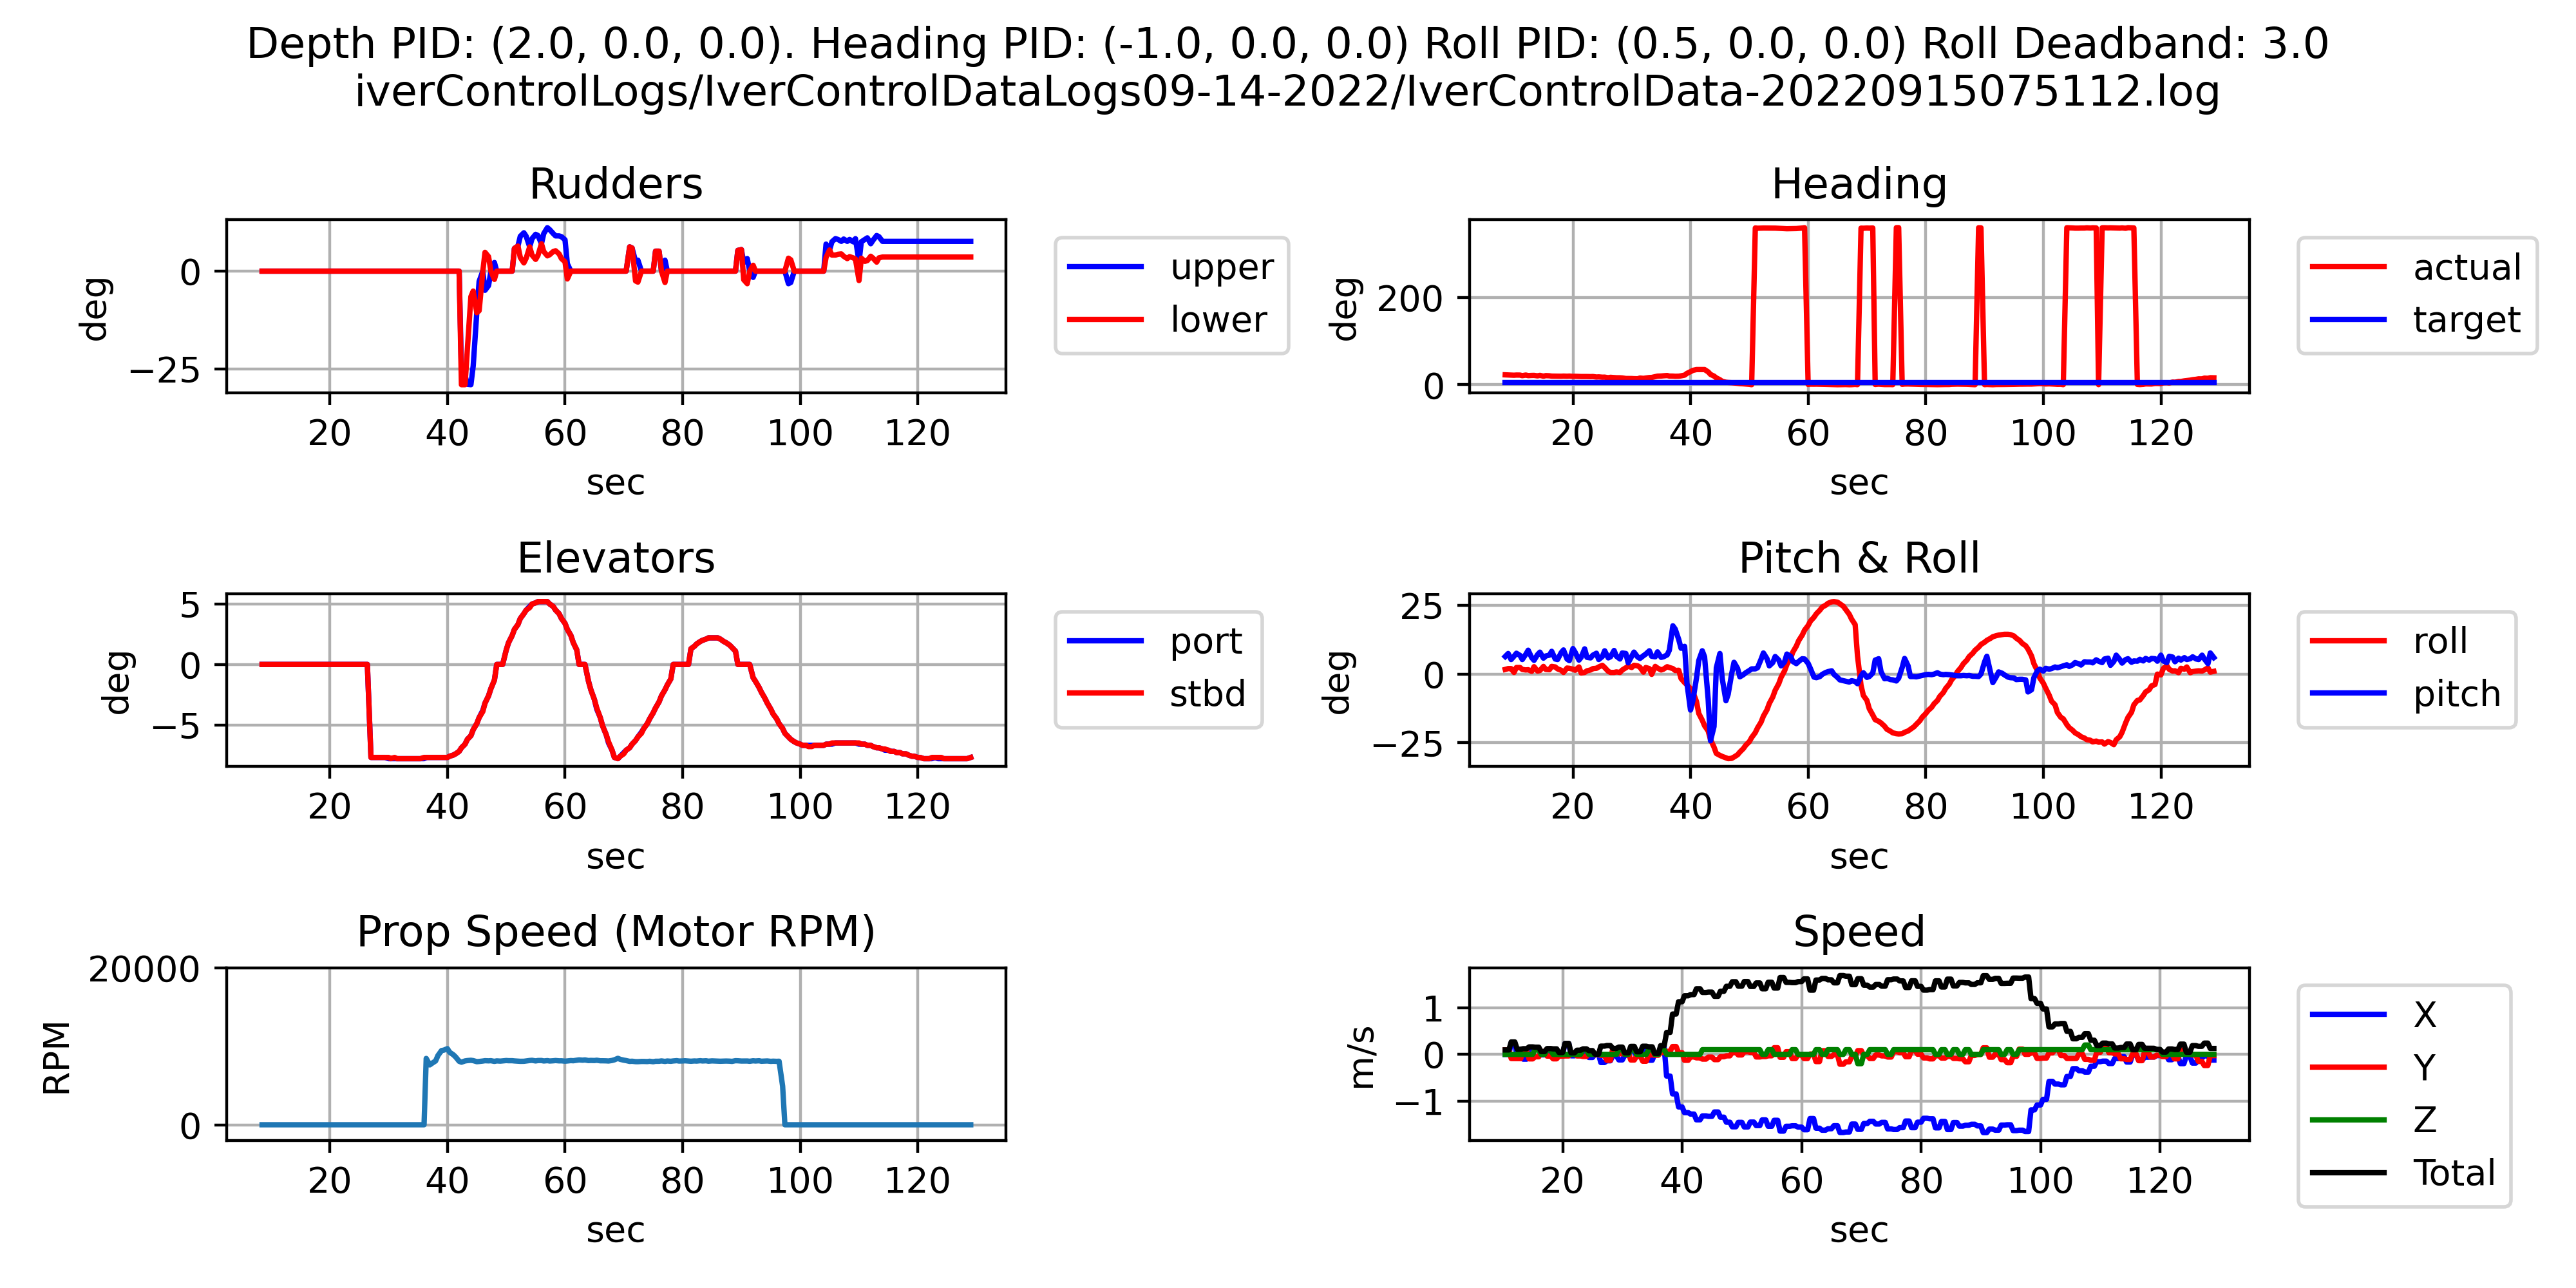 Depth PID: (2.0, 0.0, 0.0). Heading PID: (-1.0, 0.0, 0.0) Roll PID: (0.5, 0.0, 0.0) Roll Deadband: 3.0
iverControlLogs/IverControlDataLogs09-14-2022/IverControlData-20220915075112.log
Rudders
deg
0
−25
20 40 60 80 100 120
sec
upper
lower
Heading
deg
200
0
20 40 60 80 100 120
sec
actual
target
Elevators
deg
5
0
−5
20 40 60 80 100 120
sec
port
stbd
Pitch & Roll
deg
25
0
−25
20 40 60 80 100 120
sec
roll
pitch
Prop Speed (Motor RPM)
RPM
20000
0
20 40 60 80 100 120
sec
Speed
m/s
1
0
−1
20 40 60 80 100 120
sec
X
Y
Z
Total